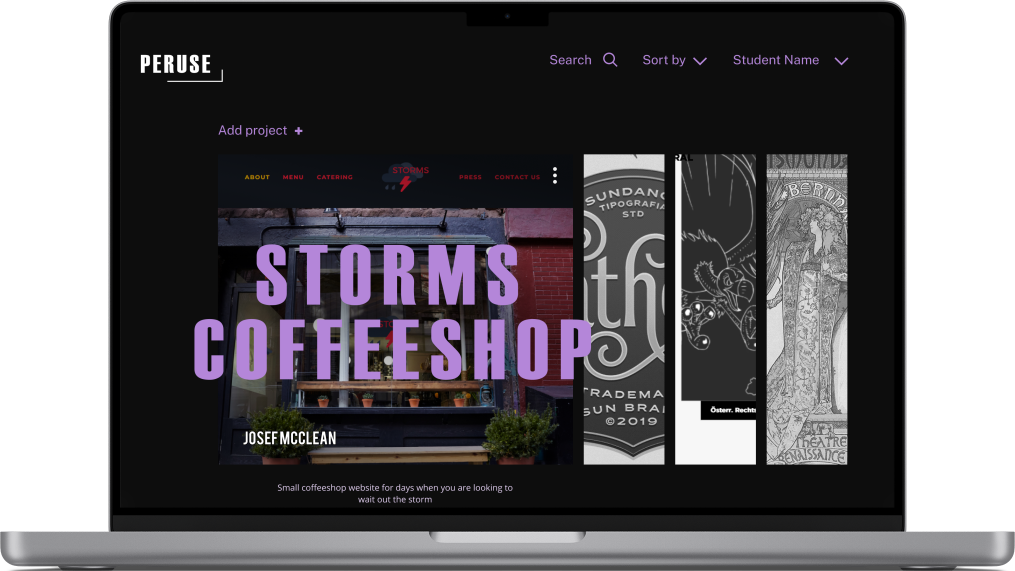 PERUSE
Search
Sort by
Student Name
Add project +
ABOUT
MENU
CATERING
STORMS
PRESS
CONTACT US
STORMS
COFFEESHOP
JOSEF MCCLEAN
Small coffeeshop website for days when you are looking to
wait out the storm
SUNDANC
TIPOGRAFIA
STD
th
TRADEMA
SUN BRA
©2019
RAL
Österr. Rechts
THEATRE
RENAISSANCE